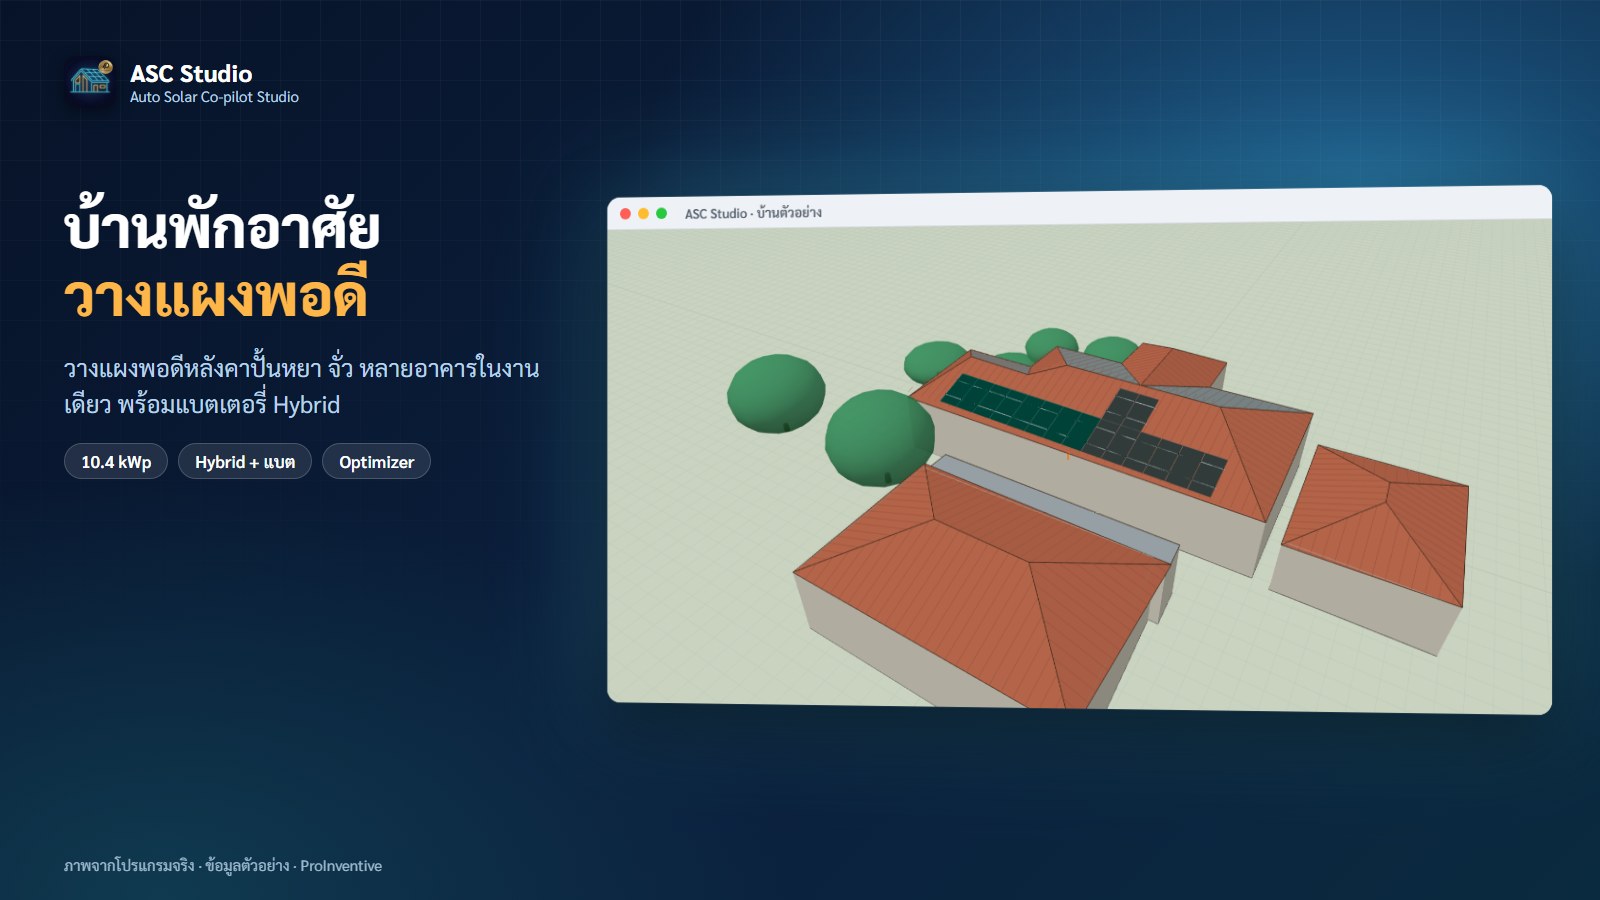 ASC Studio
Auto Solar Co-pilot Studio
บ้านพักอาศัย
วางแผงพอดี
วางแผงพอดีหลังคาปั้นหยา จั่ว หลายอาคารในงาน
เดียว พร้อมแบตเตอรี่ Hybrid
10.4 kWp
Hybrid + แบต
Optimizer
ASC Studio · บ้านตัวอย่าง
ภาพจากโปรแกรมจริง · ข้อมูลตัวอย่าง · ProInventive